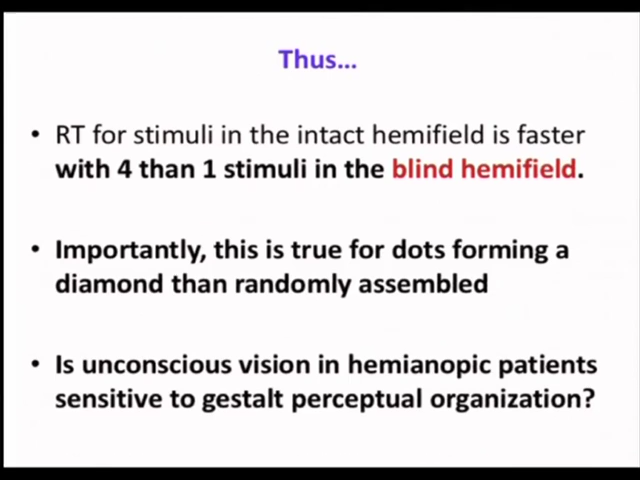 Thus...
• RT for stimuli in the intact hemifield is faster
with 4 than 1 stimuli in the blind hemifield.
• Importantly, this is true for dots forming a
diamond than randomly assembled
• Is unconscious vision in hemianopic patients
sensitive to gestalt perceptual organization?